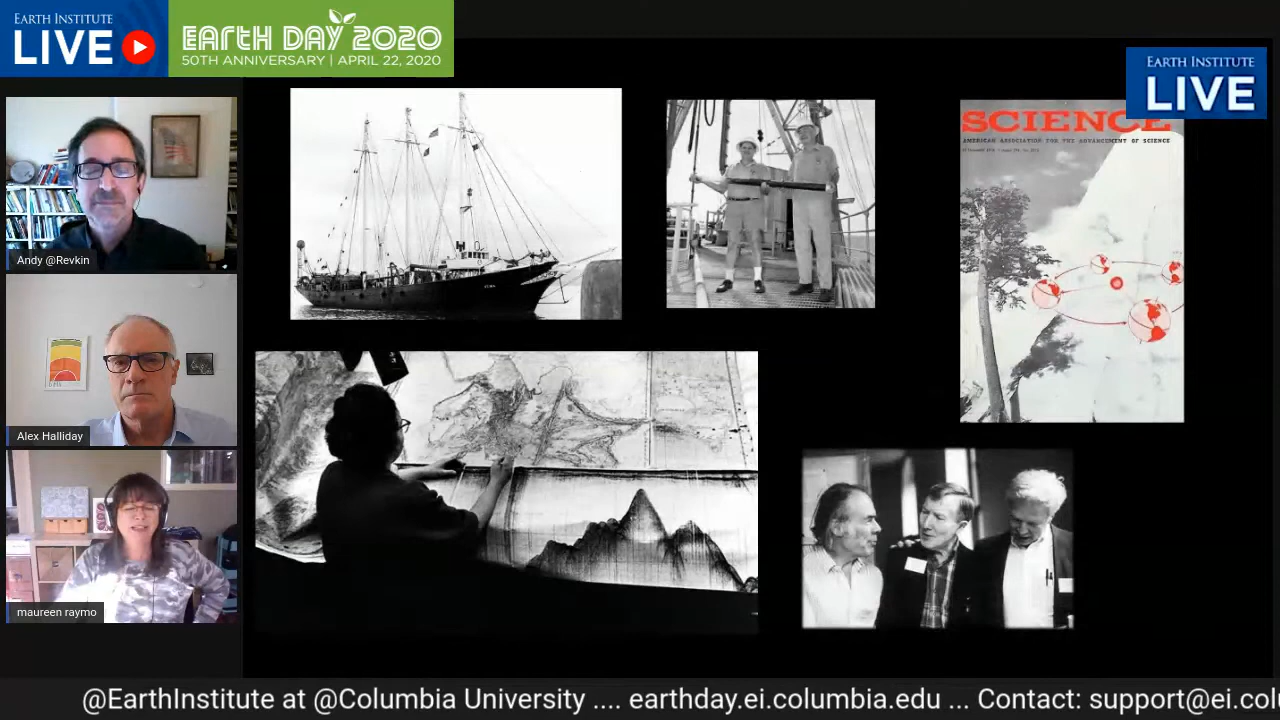 EARTH INSTITUTE
LIVE
EARTH DAY 2020
50TH ANNIVERSARY | APRIL 22, 2020
EARTH INSTITUTE
LIVE
Andy @Revkin
Alex Halliday
maureen raymo
SCIENCE
AMERICAN ASSOCIATION FOR THE ADVANCEMENT OF SCIENCE
@EarthInstitute at @Columbia University .... earthday.ei.columbia.edu ... Contact: support@ei.col